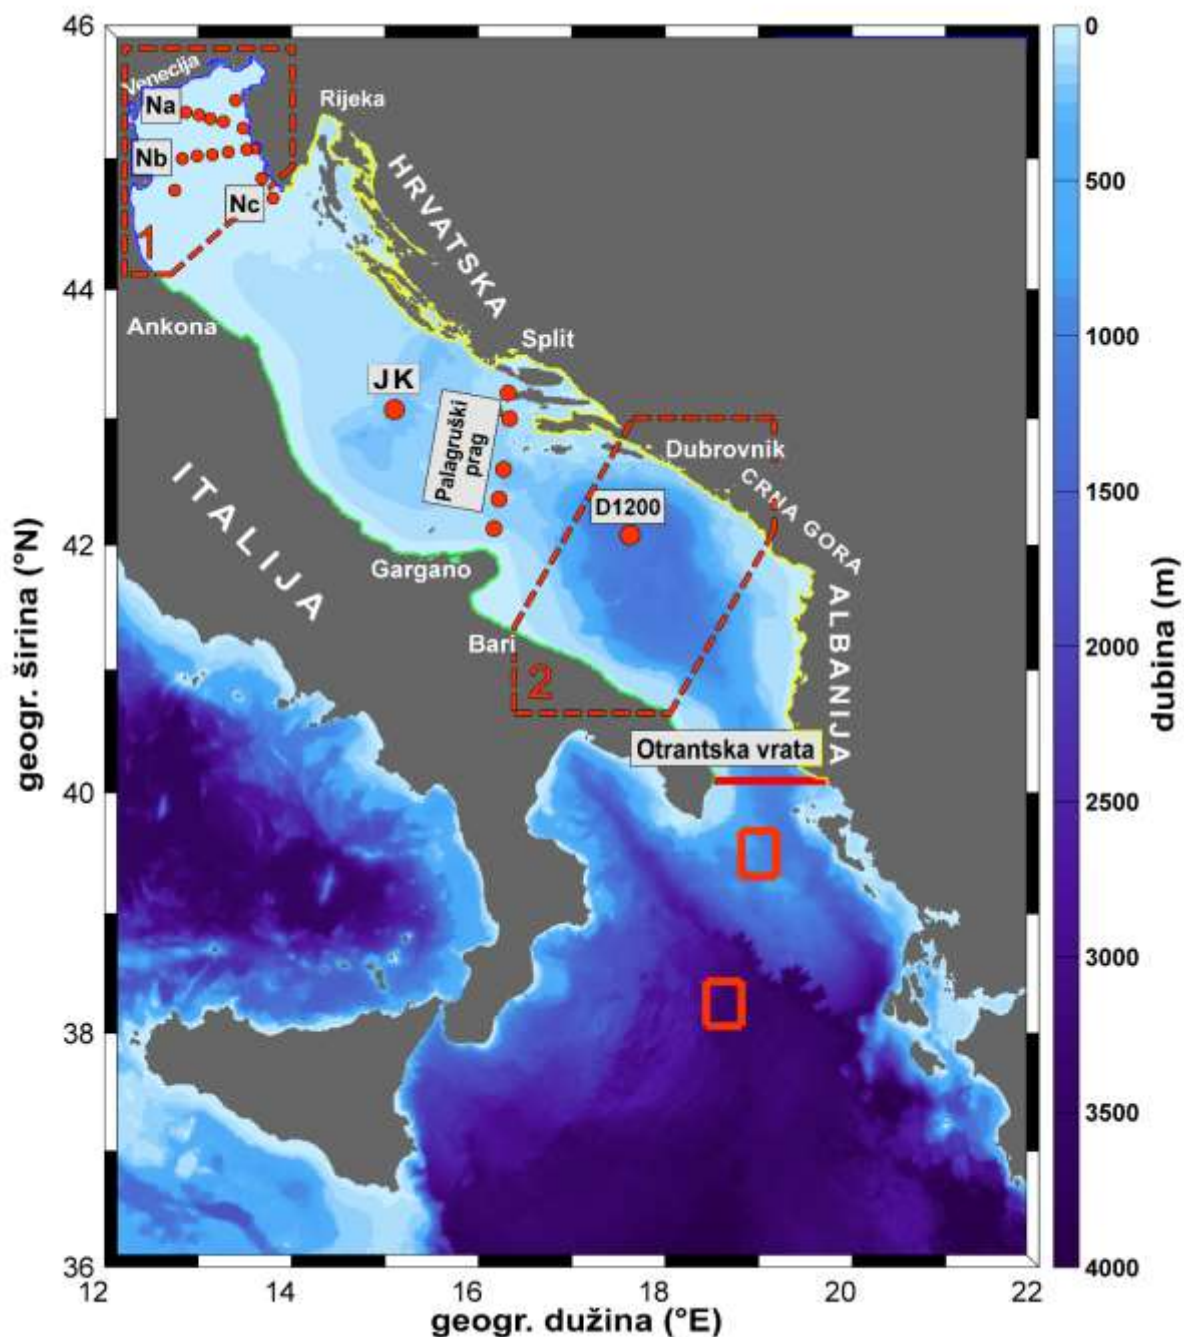 46
0
Venecija
Na
Rijeka
Nb
HRVATSKA
500
Nc
1
44
Ankona
Split
1000
JK
Palagruški
prag
Dubrovnik
ITALIJA
D1200
CRNA GORA
1500
42
Gargano
ALBANIJA
Bari
2
2000
Otrantska vrata
40
2500
3000
38
3500
36
4000
12
14
16
18
20
22
geogr. širina (°N)
geogr. dužina (°E)
dubina (m)